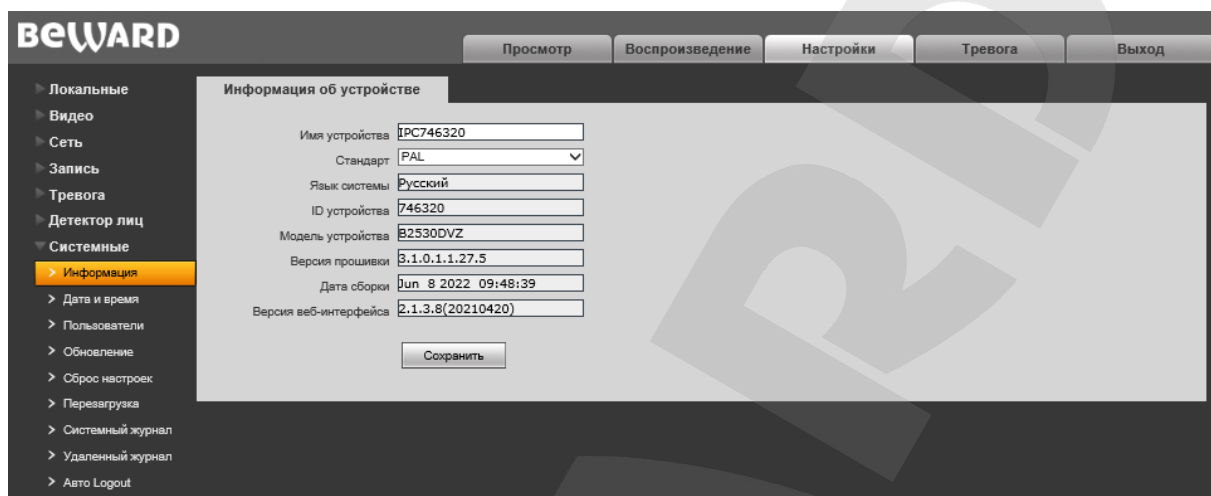 BEWARD
Просмотр
Воспроизведение
Настройки
Тревога
Выход
Локальные
Видео
Сеть
Запись
Тревога
Детектор лиц
Системные
Информация
Дата и время
Пользователи
Обновление
Сброс настроек
Перезагрузка
Системный журнал
Удаленный журнал
Авто Logout
Информация об устройстве
Имя устройства IPC746320
Стандарт PAL
Язык системы Русский
ID устройства 746320
Модель устройства B2530DVZ
Версия прошивки 3.1.0.1.1.27.5
Дата сборки Jun 8 2022 09:48:39
Версия веб-интерфейса 2.1.3.8(20210420)
Сохранить